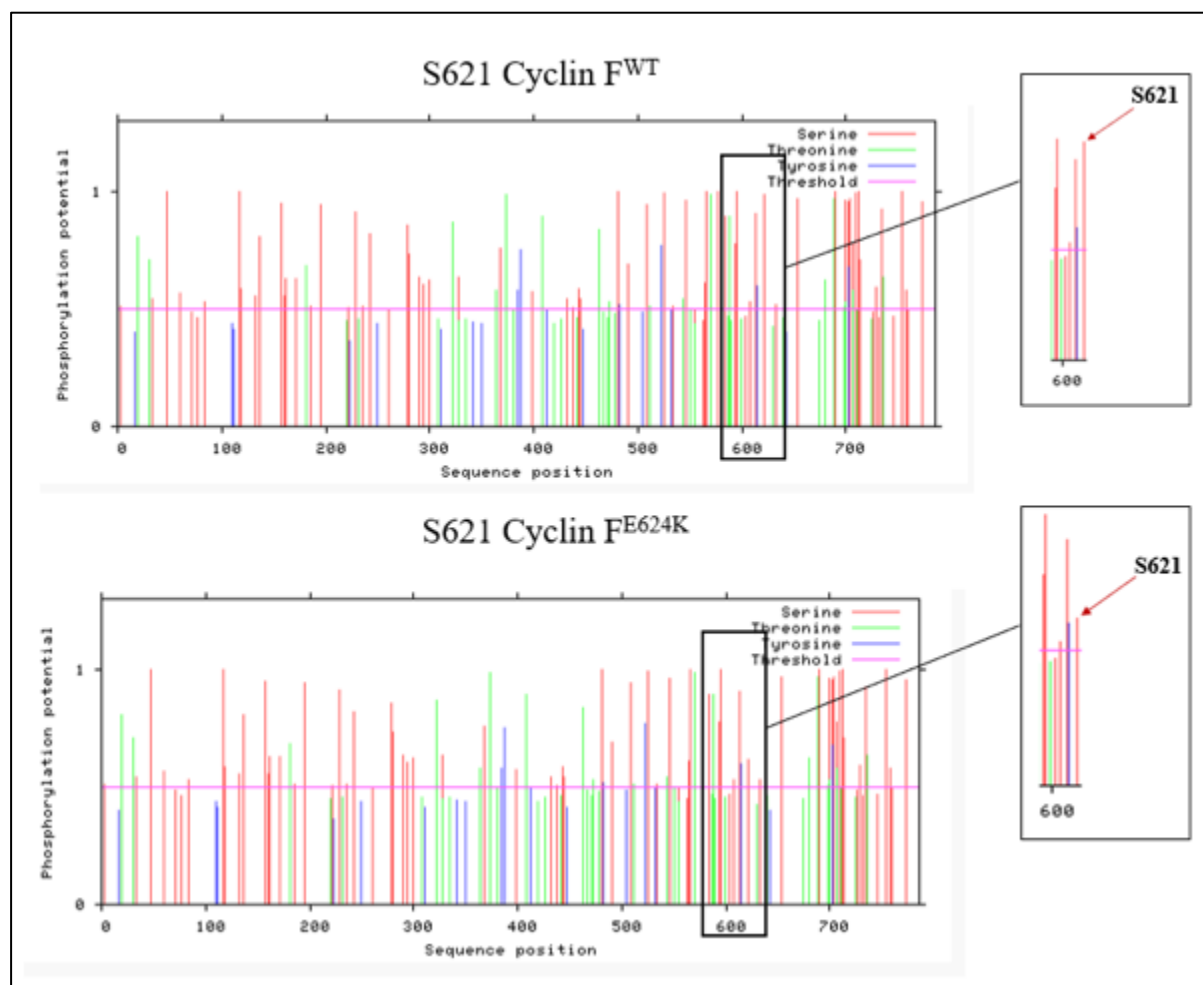 S621 Cyclin F^WT
S621
Serine
Threonine
Tyrosine
Threshold
Phosphorylation potential
1
0
0 100 200 300 400 500 600 700
Sequence position
600
S621 Cyclin F^E624K
S621
Serine
Threonine
Tyrosine
Threshold
Phosphorylation potential
1
0
0 100 200 300 400 500 600 700
Sequence position
600